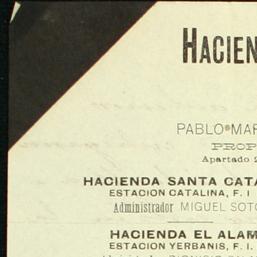 HACIEN
PABLO MAR
PROP
Apartado 2
HACIENDA SANTA CATA
ESTACION CATALINA, F. I.
Administrador MIGUEL SOTO
HACIENDA EL ALAM
ESTACION YERBANIS, F. I.